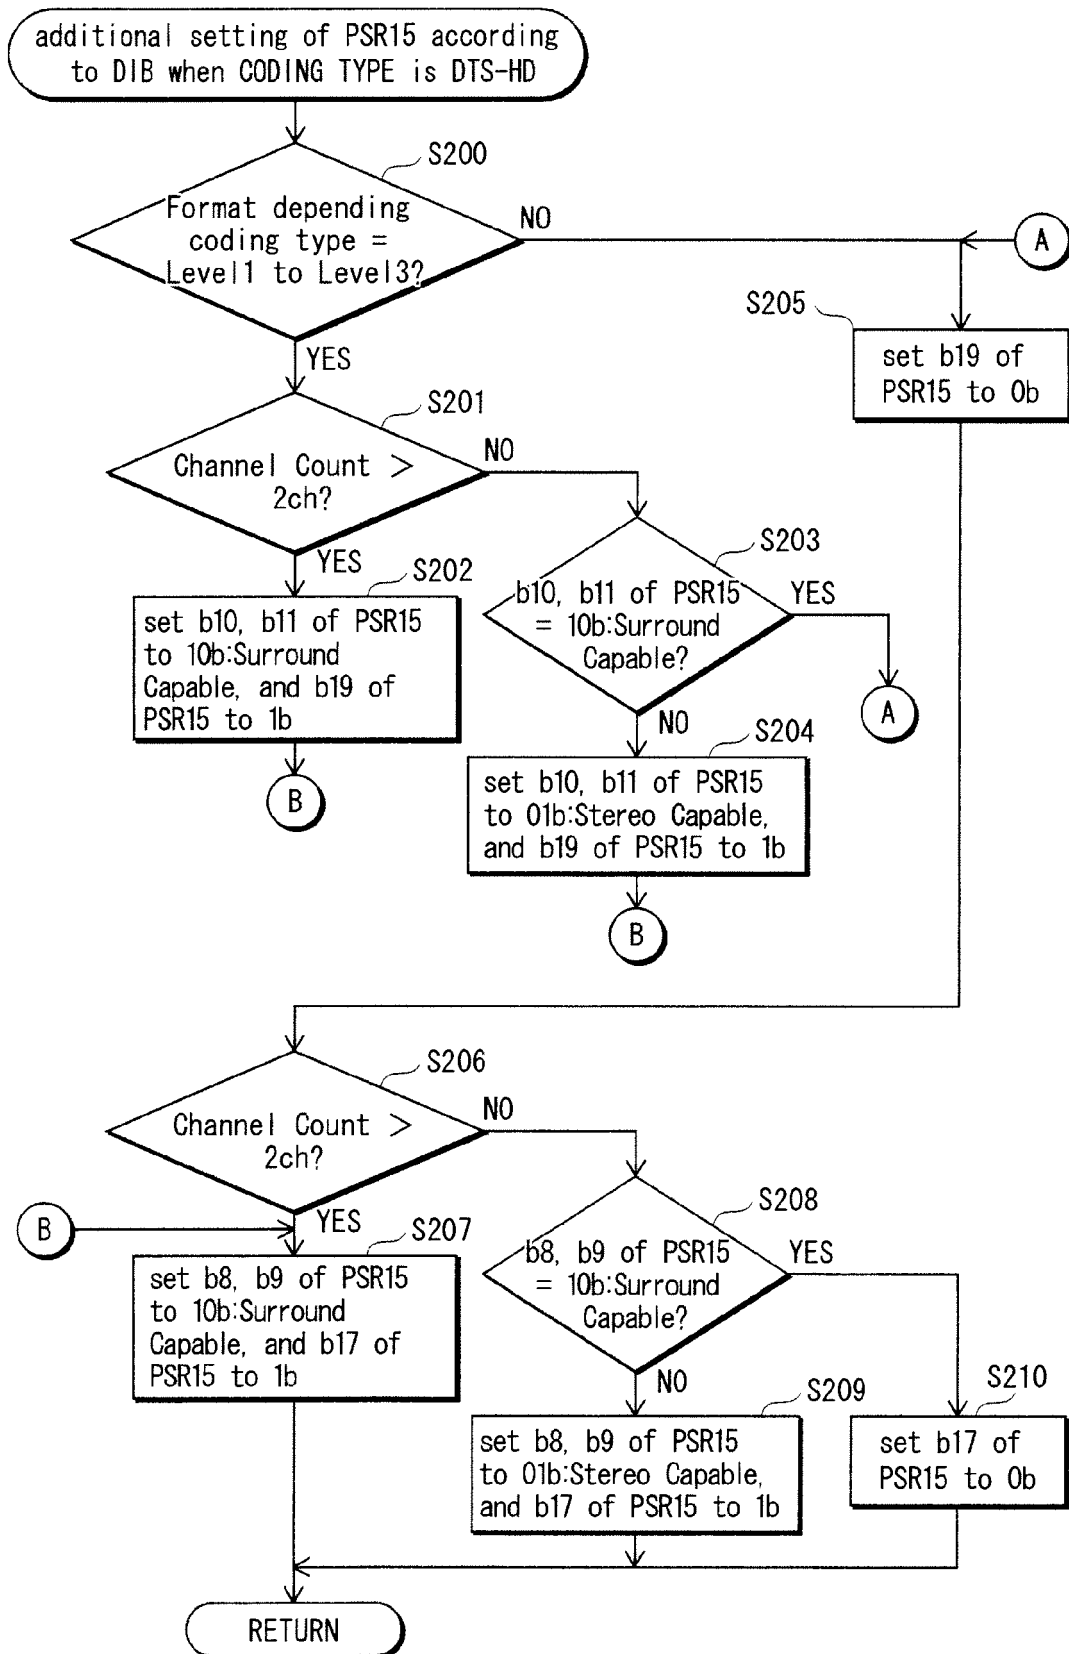 additional setting of PSR15 according
to DIB when CODING TYPE is DTS-HD
S200
Format depending
coding type =
Level1 to Level3?
NO
A
YES
S205
set b19 of
PSR15 to 0b
S201
Channel Count >
2ch?
NO
YES
S202
set b10, b11 of PSR15
to 10b:Surround
Capable, and b19 of
PSR15 to 1b
B
S203
b10, b11 of PSR15
= 10b:Surround
Capable?
YES
A
NO
S204
set b10, b11 of PSR15
to 01b:Stereo Capable,
and b19 of PSR15 to 1b
B
S206
Channel Count >
2ch?
NO
YES
B
S207
set b8, b9 of PSR15
to 10b:Surround
Capable, and b17 of
PSR15 to 1b
S208
b8, b9 of PSR15
= 10b:Surround
Capable?
YES
NO
S209
set b8, b9 of PSR15
to 01b:Stereo Capable,
and b17 of PSR15 to 1b
S210
set b17 of
PSR15 to 0b
RETURN